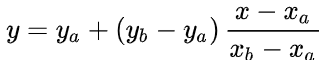 $y = y_a + (y_b - y_a) \frac{x - x_a}{x_b - x_a}$